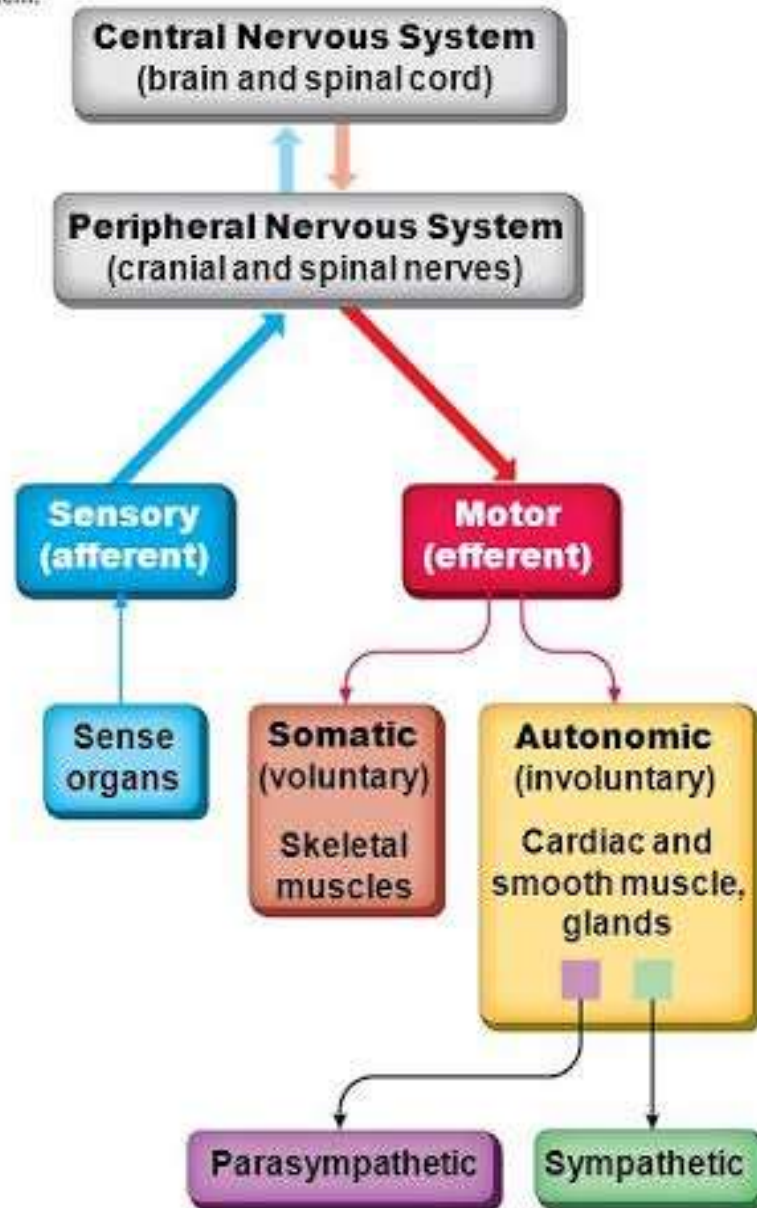 Central Nervous System
(brain and spinal cord)
Peripheral Nervous System
(cranial and spinal nerves)
Sensory
(afferent)
Motor
(efferent)
Sense
organs
Somatic
(voluntary)
Skeletal
muscles
Autonomic
(involuntary)
Cardiac and
smooth muscle,
glands
Parasympathetic
Sympathetic